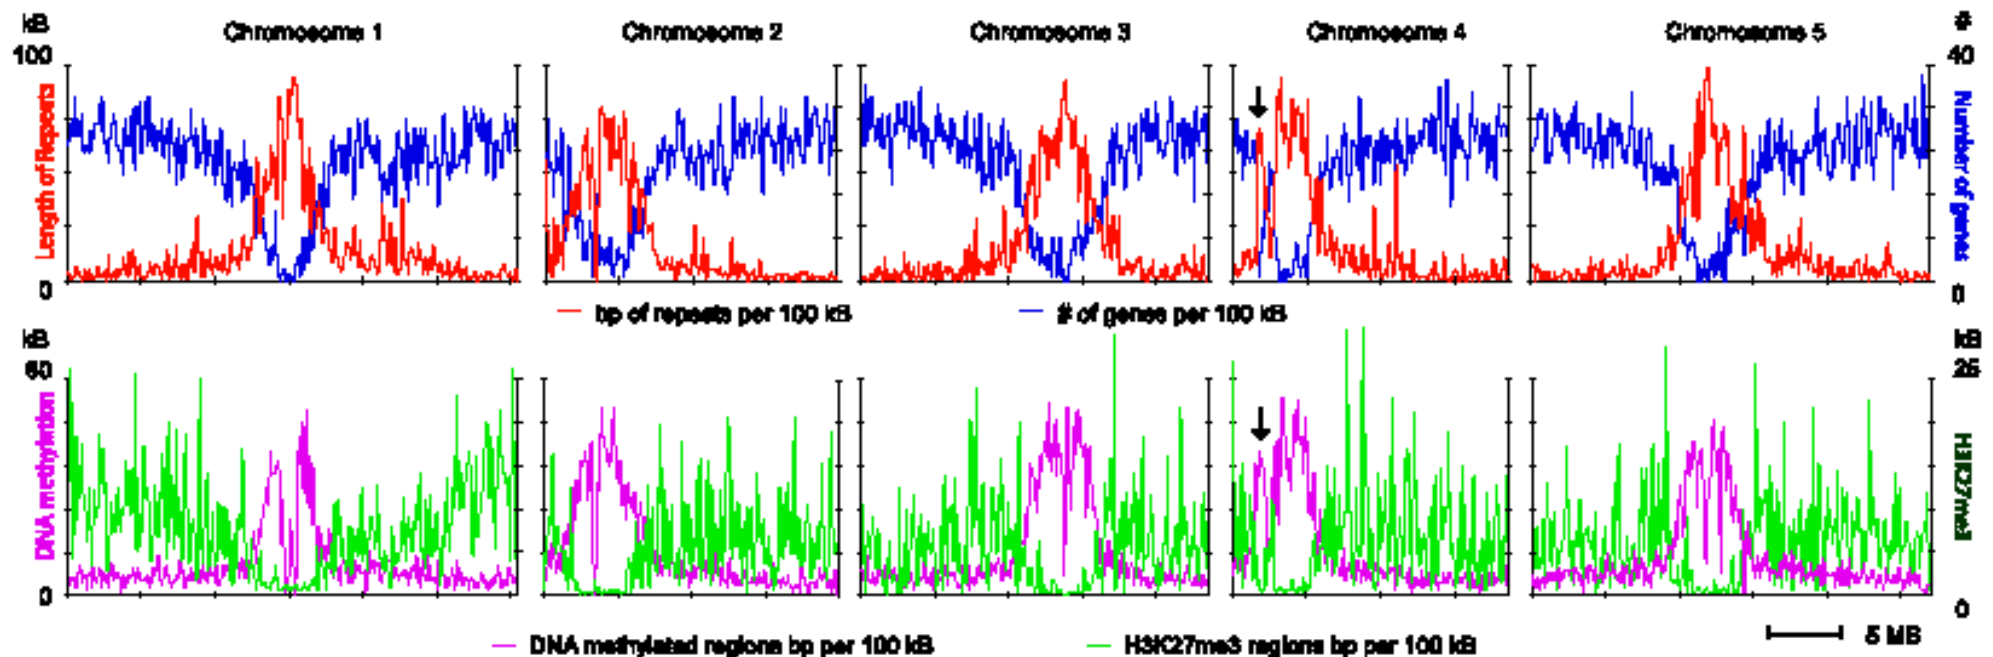 kB
Chromosome 1 Chromosome 2 Chromosome 3 Chromosome 4 Chromosome 5
#
100
40
Length of Repeats
Number of genes
0
0
bp of repeats per 100 kB # of genes per 100 kB
kB
kB
60
25
DNA methylation
H3K27me3
0
0
DNA methylated regions bp per 100 kB H3K27me3 regions bp per 100 kB
5 MB